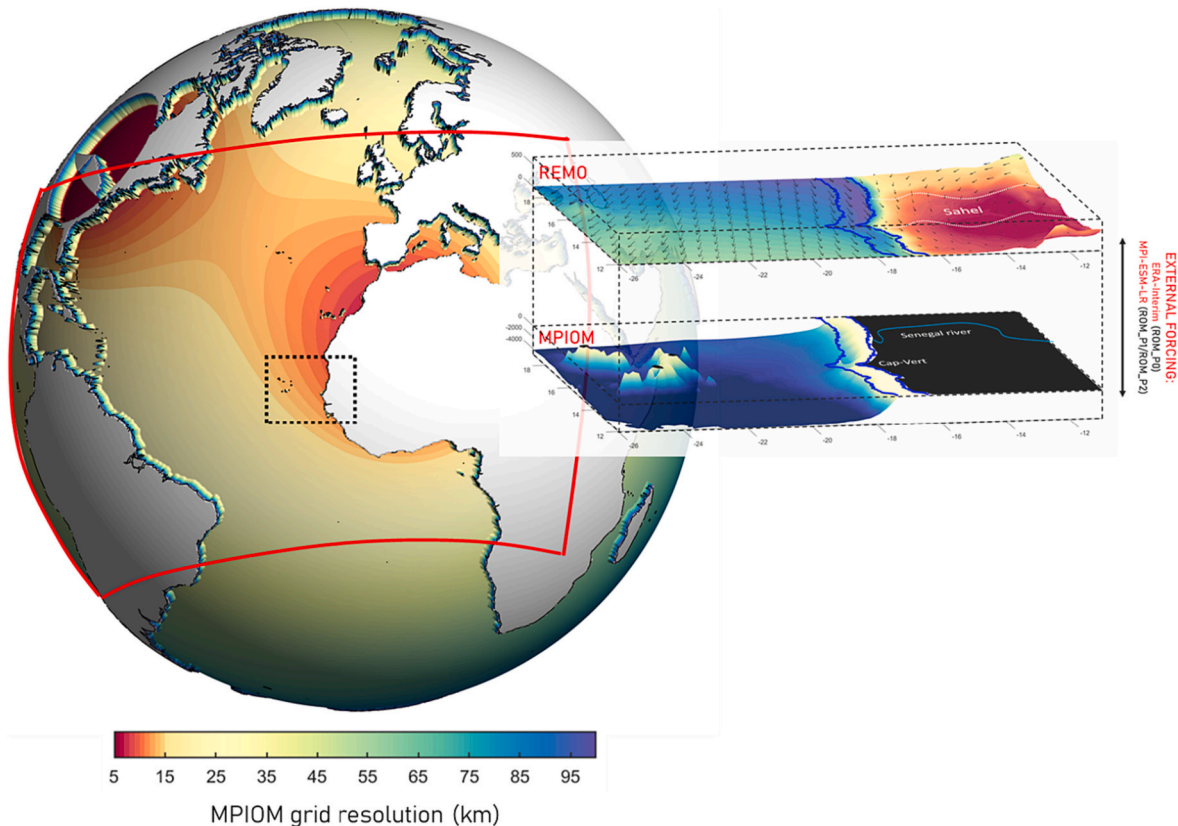 500
0
REMO
18
16
14
12
Sahel
-26
-24
-22
-20
-18
-16
-14
-12
0
-2000
-4000
MPIOM
18
16
14
12
Senegal river
Cap-Vert
-26
-24
-22
-20
-18
-16
-14
-12
EXTERNAL FORCING:
ERA-Interim (ROM_P0)
MPI-ESM-LR (ROM_P1/ROM_P2)
5 15 25 35 45 55 65 75 85 95
MPIOM grid resolution (km)